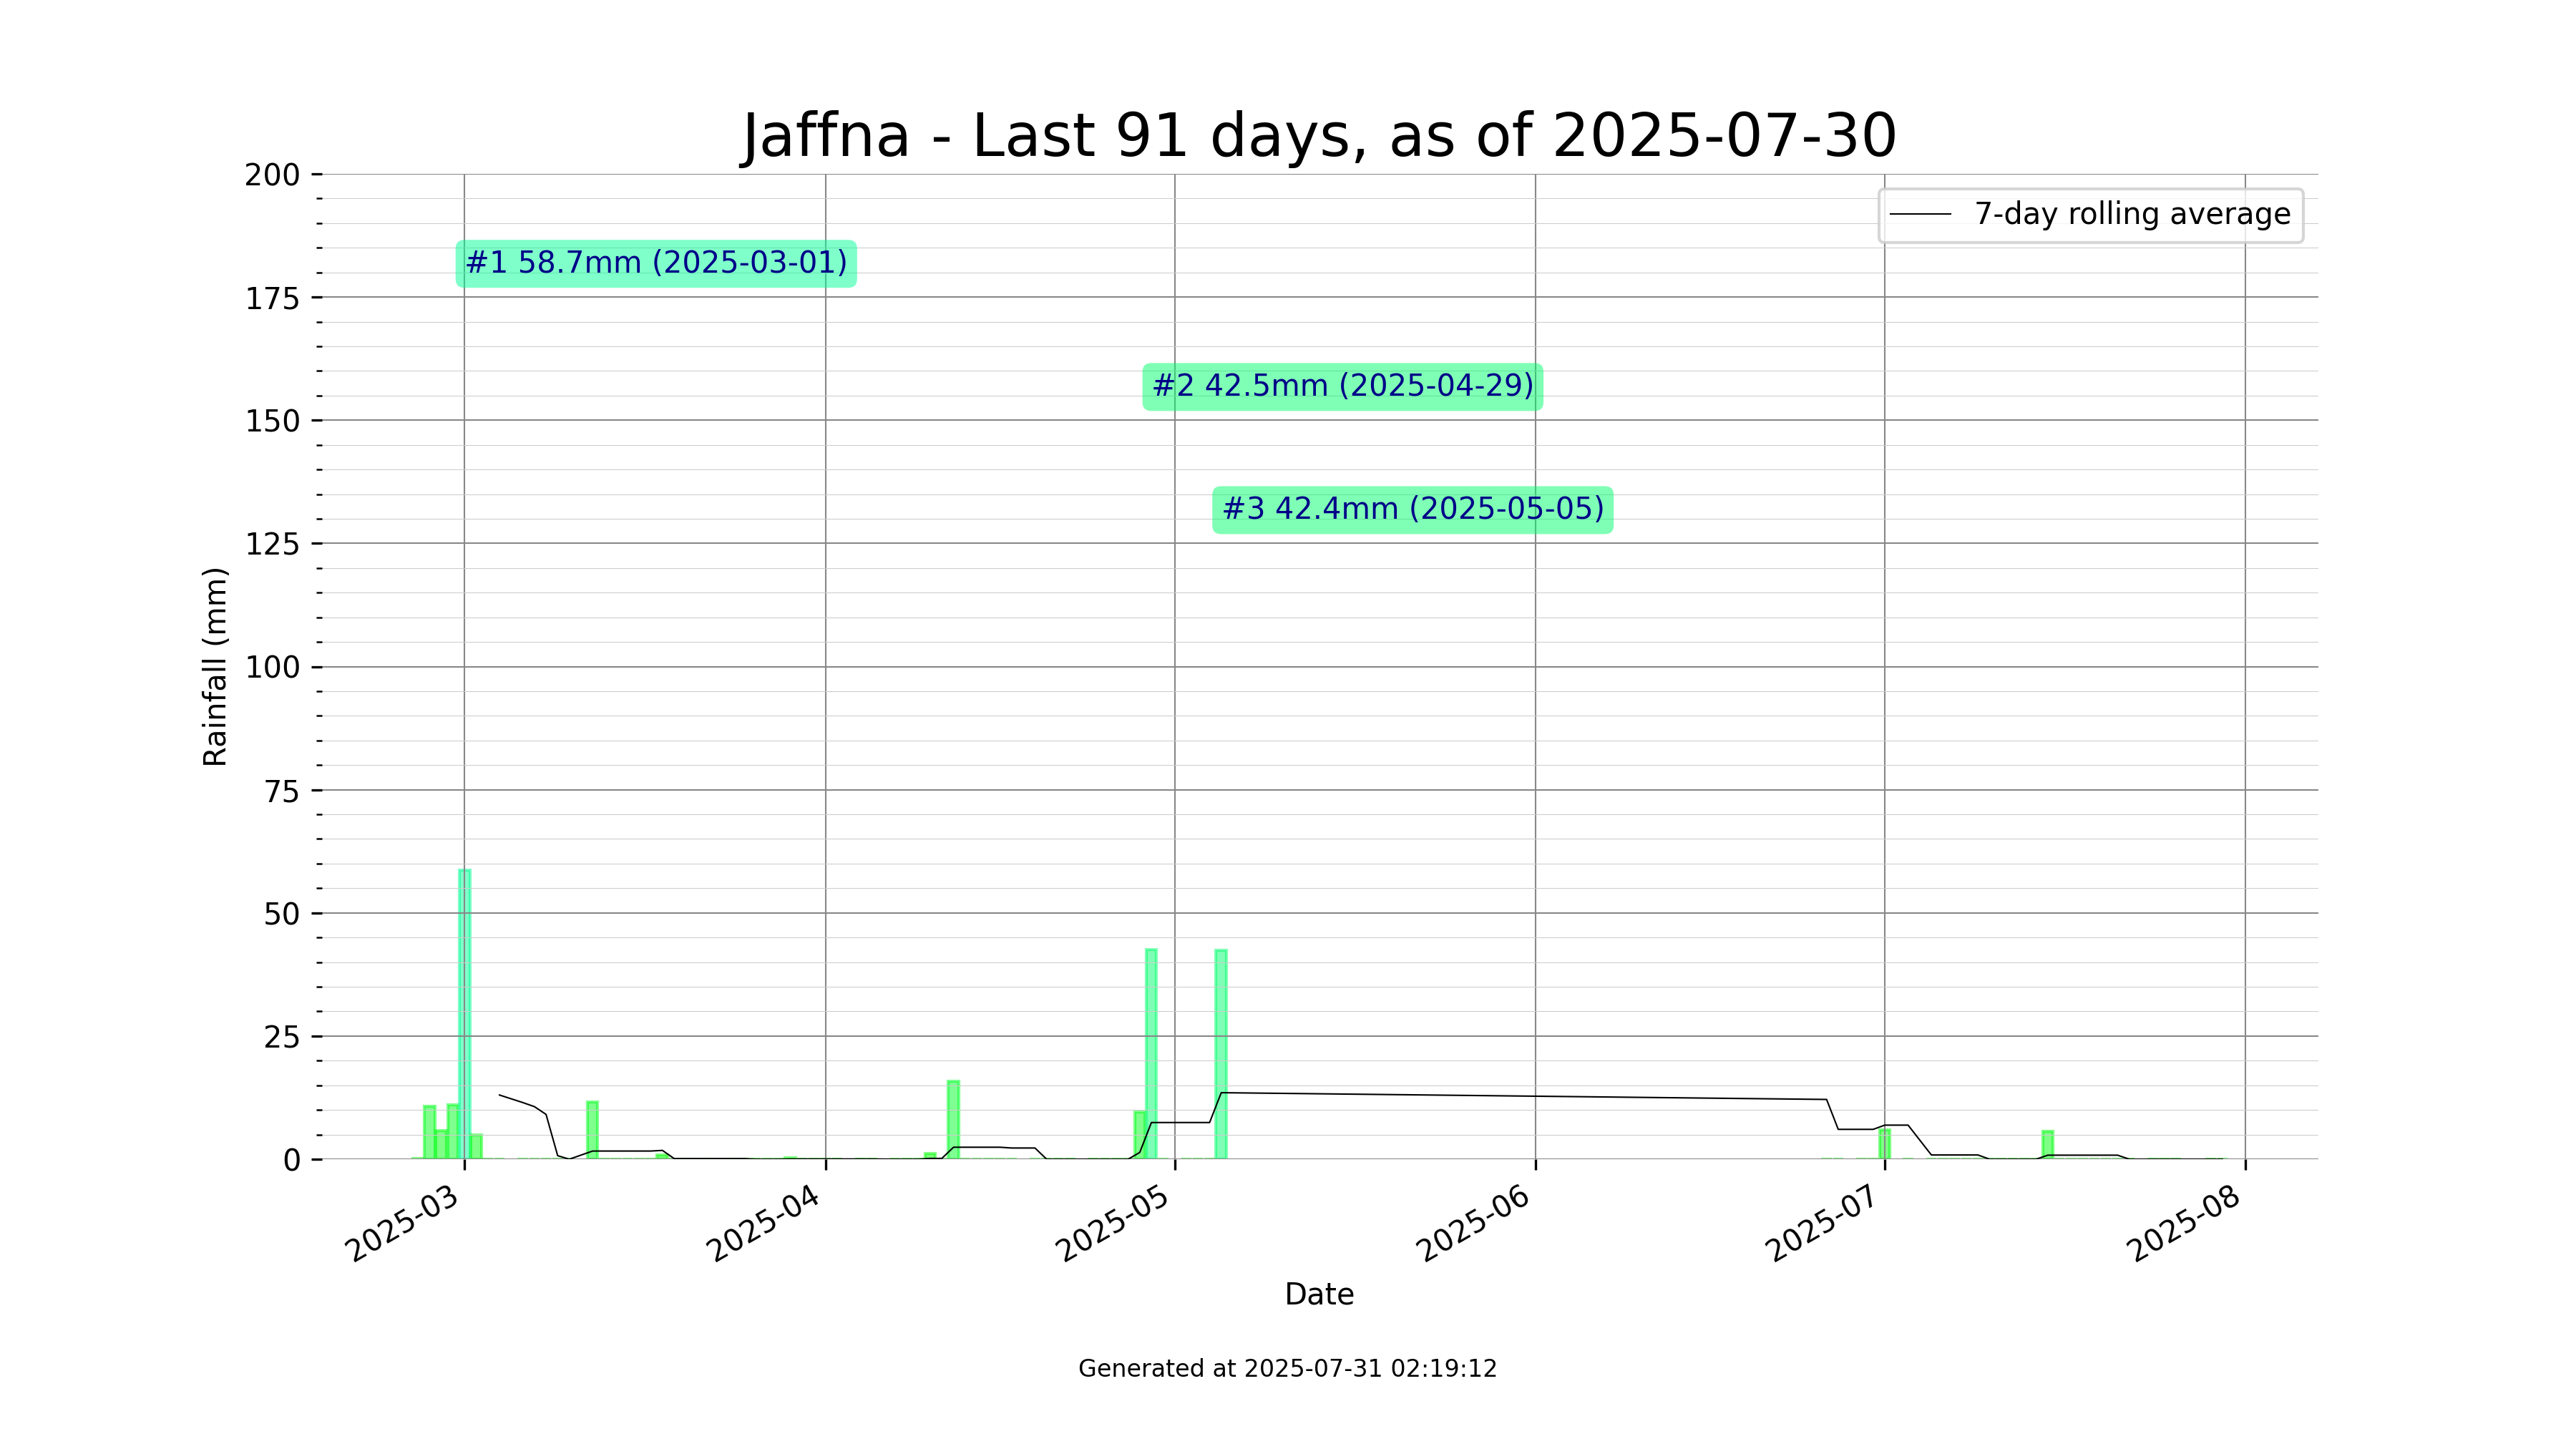 Jaffna - Last 91 days, as of 2025-07-30
200
175
150
125
100
75
50
25
0
Rainfall (mm)
7-day rolling average
#1 58.7mm (2025-03-01)
#2 42.5mm (2025-04-29)
#3 42.4mm (2025-05-05)
2025-03
2025-04
2025-05
2025-06
2025-07
2025-08
Date
Generated at 2025-07-31 02:19:12